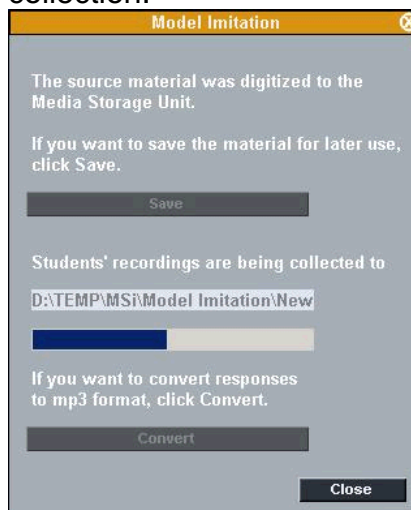 collection.
Model Imitation
The source material was digitized to the
Media Storage Unit.
If you want to save the material for later use,
click Save.
Save
Students' recordings are being collected to
D:\TEMP\MSi\Model Imitation\New
If you want to convert responses
to mp3 format, click Convert.
Convert
Close